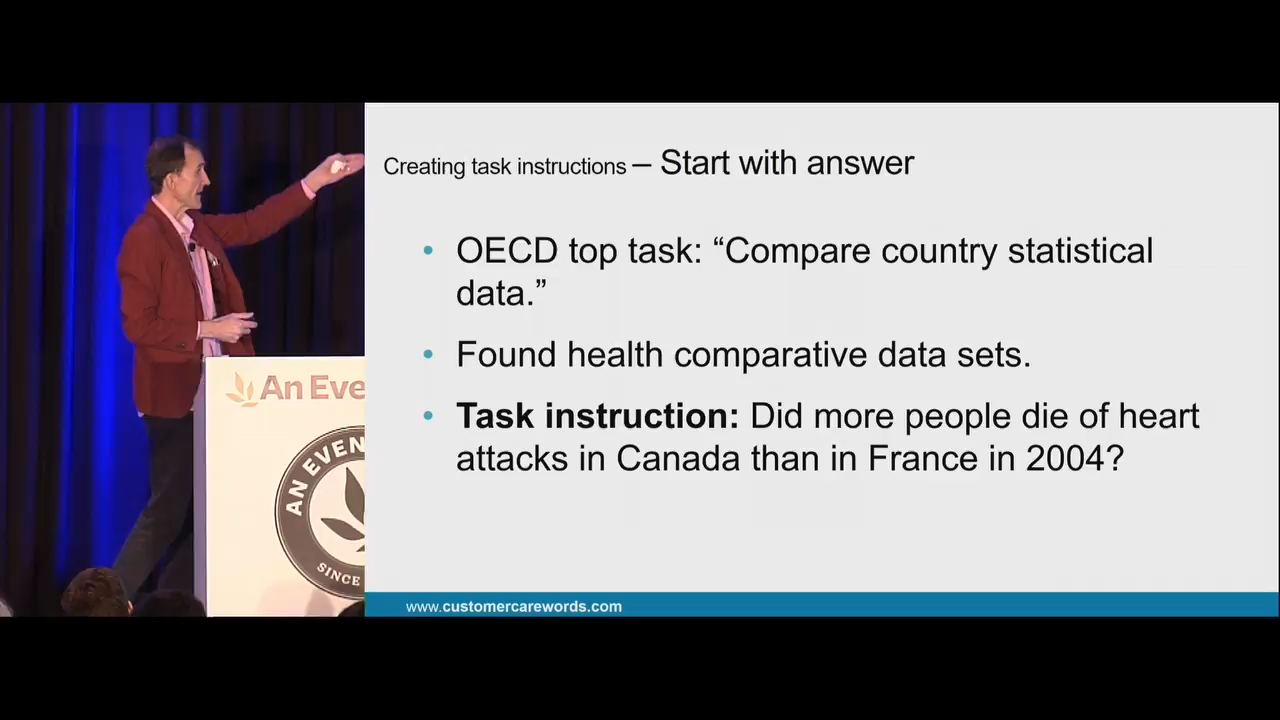 Creating task instructions – Start with answer
• OECD top task: “Compare country statistical
data.”
• Found health comparative data sets.
• Task instruction: Did more people die of heart
attacks in Canada than in France in 2004?
www.customercarewords.com
An Eve
AN EVEN
SINCE